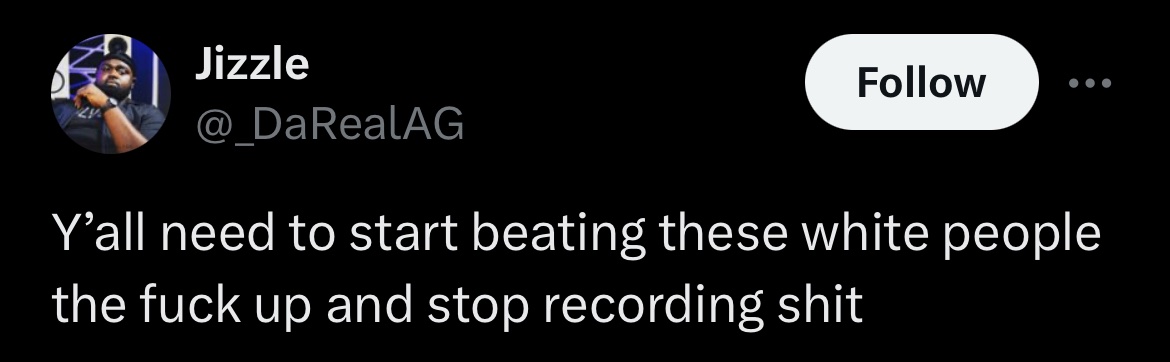 Jizzle
@_DaRealAG
Follow
Y’all need to start beating these white people
the fuck up and stop recording shit